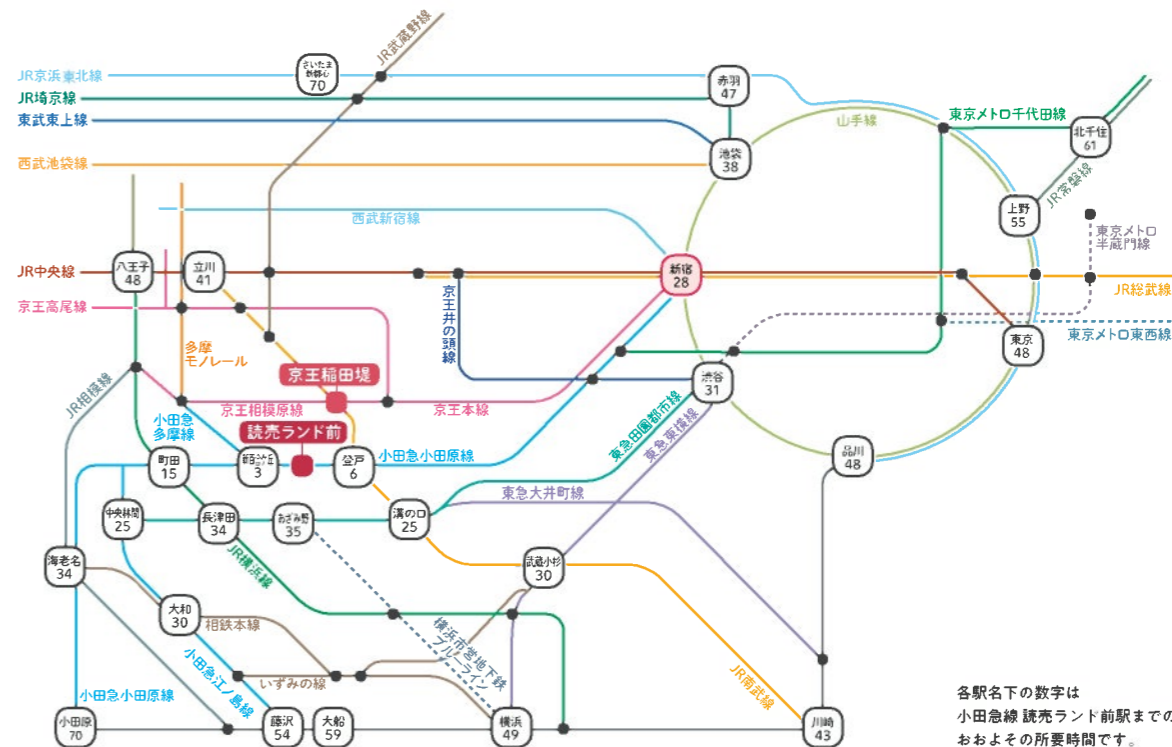 JR武蔵野線
JR京浜東北線
さいたま
新都心
70
赤羽
47
JR埼京線
東武東上線
山手線
東京メトロ千代田線
北千住
61
池袋
38
西武池袋線
JR常磐線
上野
55
西武新宿線
東京メトロ
半蔵門線
JR中央線
八王子
48
立川
41
新宿
28
JR総武線
京王高尾線
京王井の頭線
東京メトロ東西線
東京
48
多摩
モノレール
京王稲田堤
渋谷
31
JR相模線
京王相模原線
京王本線
小田急
多摩線
読売ランド前
東急田園都市線
東急東横線
品川
48
町田
15
新百合ヶ丘
3
登戸
6
小田急小田原線
東急大井町線
中央林間
25
長津田
34
あざみ野
35
溝の口
25
海老名
34
JR横浜線
武蔵小杉
30
大和
30
相鉄本線
横浜市営地下鉄
ブルーライン
小田急小田原線
小田急江ノ島線
いずみの線
JR南武線
小田原
70
藤沢
54
大船
59
横浜
49
川崎
43
各駅名下の数字は
小田急線 読売ランド前駅までの
おおよその所要時間です。